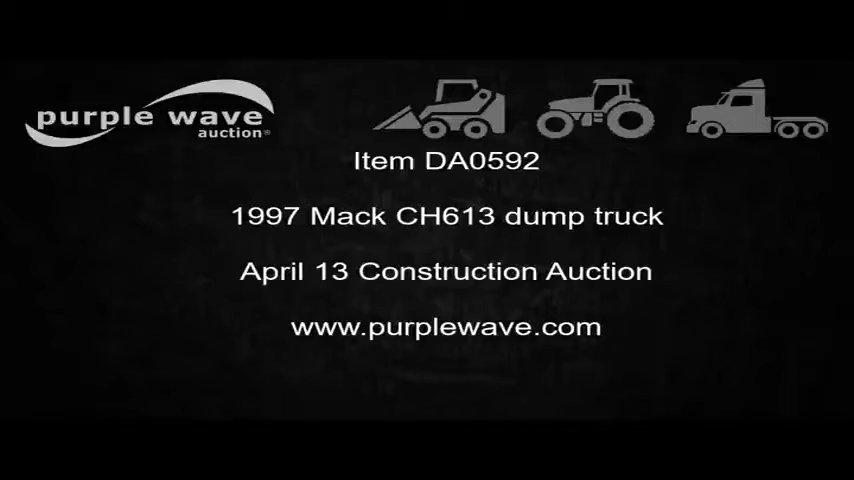 purple wave
auction®
Item DA0592
1997 Mack CH613 dump truck
April 13 Construction Auction
www.purplewave.com